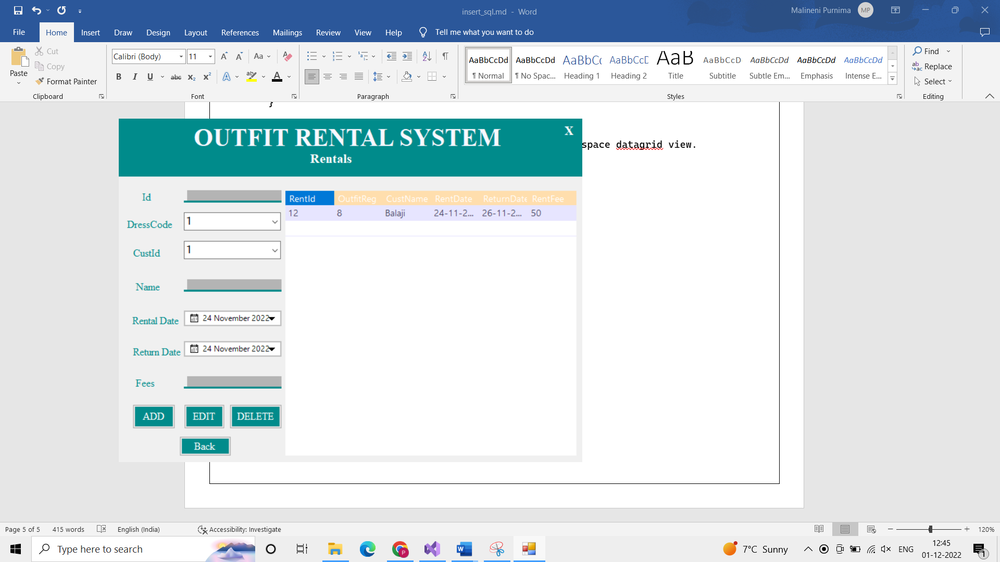 insert_sql.md - Word
Malineni Purnima MP
File Home Insert Draw Design Layout References Mailings Review View Help Tell me what you want to do
Paste
Cut
Copy
Format Painter
Clipboard
Calibri (Body) 11
Font
Paragraph
AaBbCcDd AaBbCcDd AaBbCc AaBbCcD AaB AaBbCcD AaBbCcDd AaBbCcDd AaBbCcDd
¶ Normal ¶ No Spac... Heading 1 Heading 2 Title Subtitle Subtle Em... Emphasis Intense E...
Styles
Find
Replace
Select
Editing
}
space datagrid view.
OUTFIT RENTAL SYSTEM X
Rentals
Id
DressCode 1
CustId 1
Name
Rental Date 24 November 2022
Return Date 24 November 2022
Fees
ADD EDIT DELETE
Back
RentId OutfitReg CustName RentDate ReturnDate RentFee
12 8 Balaji 24-11-2... 26-11-2... 50
Page 5 of 5 415 words English (India) Accessibility: Investigate 120%
Type here to search
7°C Sunny
ENG
12:45
01-12-2022
1